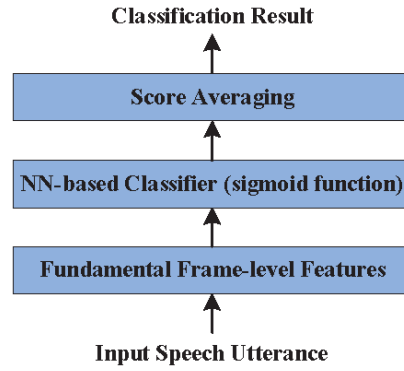 Classification Result
Score Averaging
NN-based Classifier (sigmoid function)
Fundamental Frame-level Features
Input Speech Utterance